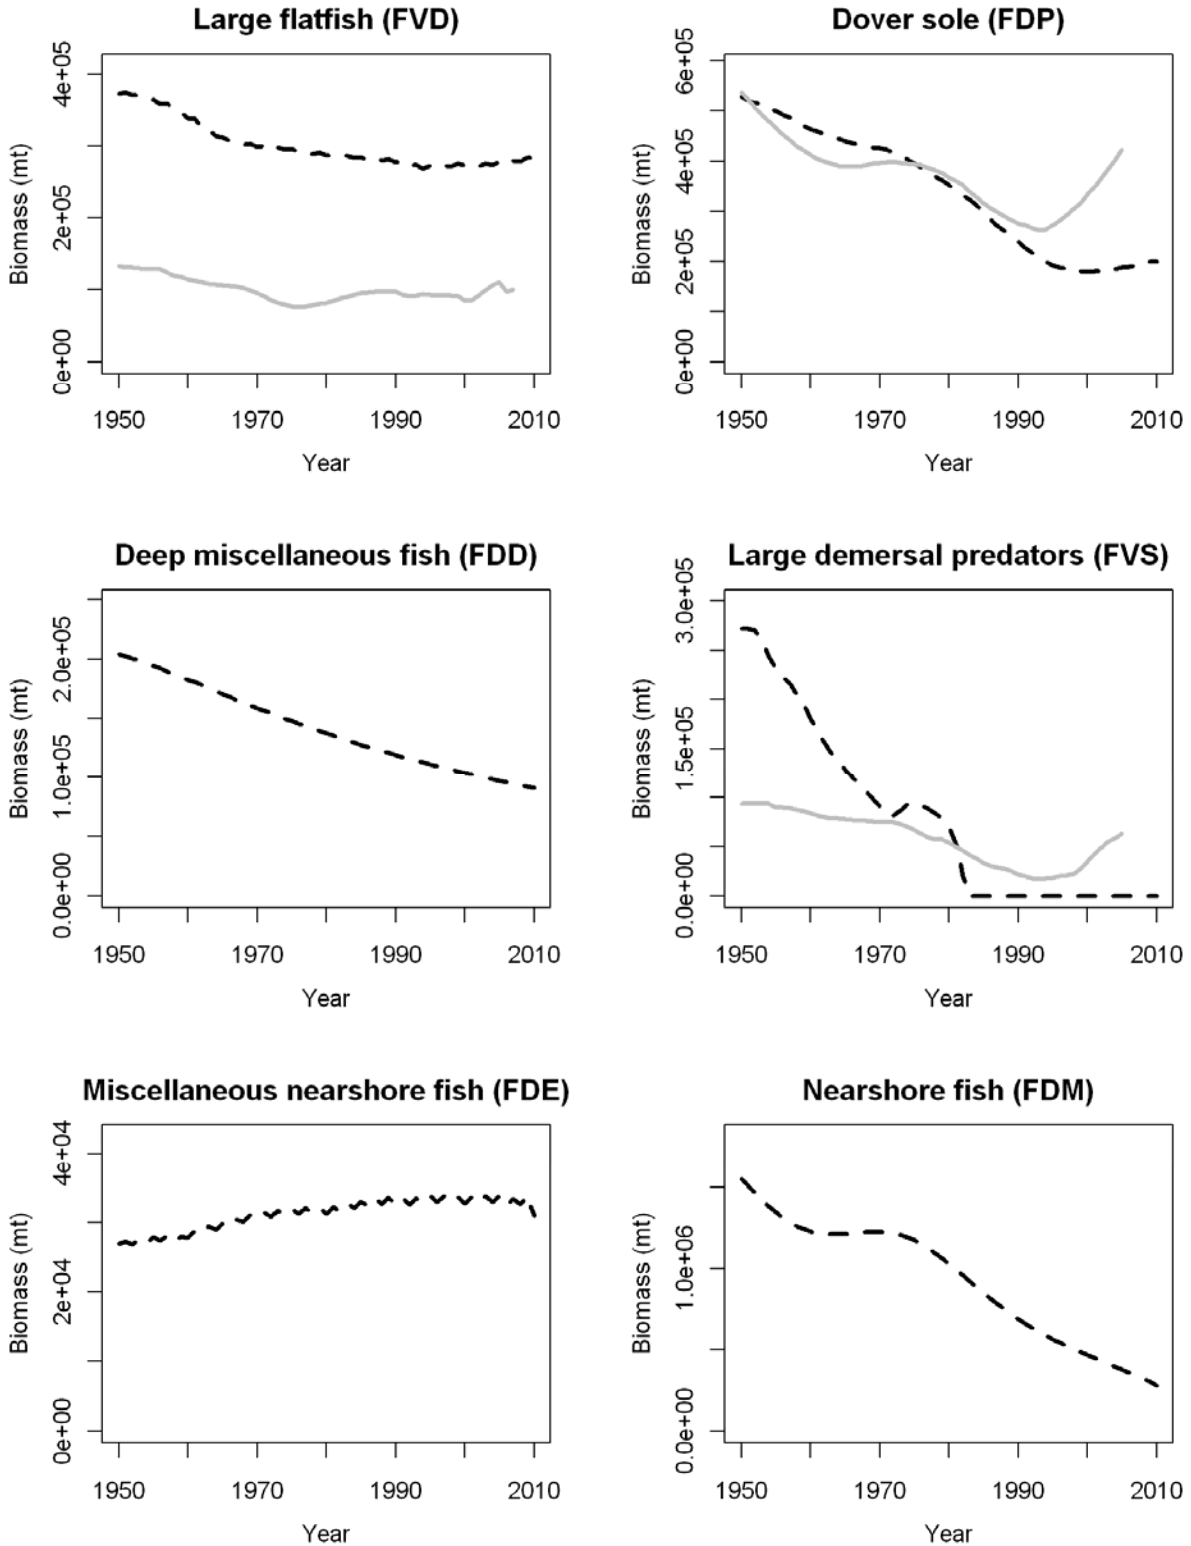 Large flatfish (FVD)
Biomass (mt)
4e+05
2e+05
0e+00
1950 1970 1990 2010
Year
Dover sole (FDP)
Biomass (mt)
6e+05
4e+05
2e+05
0e+00
1950 1970 1990 2010
Year
Deep miscellaneous fish (FDD)
Biomass (mt)
2.0e+05
1.0e+05
0.0e+00
1950 1970 1990 2010
Year
Large demersal predators (FVS)
Biomass (mt)
3.0e+05
1.5e+05
0.0e+00
1950 1970 1990 2010
Year
Miscellaneous nearshore fish (FDE)
Biomass (mt)
4e+04
2e+04
0e+00
1950 1970 1990 2010
Year
Nearshore fish (FDM)
Biomass (mt)
1.0e+06
0.0e+00
1950 1970 1990 2010
Year